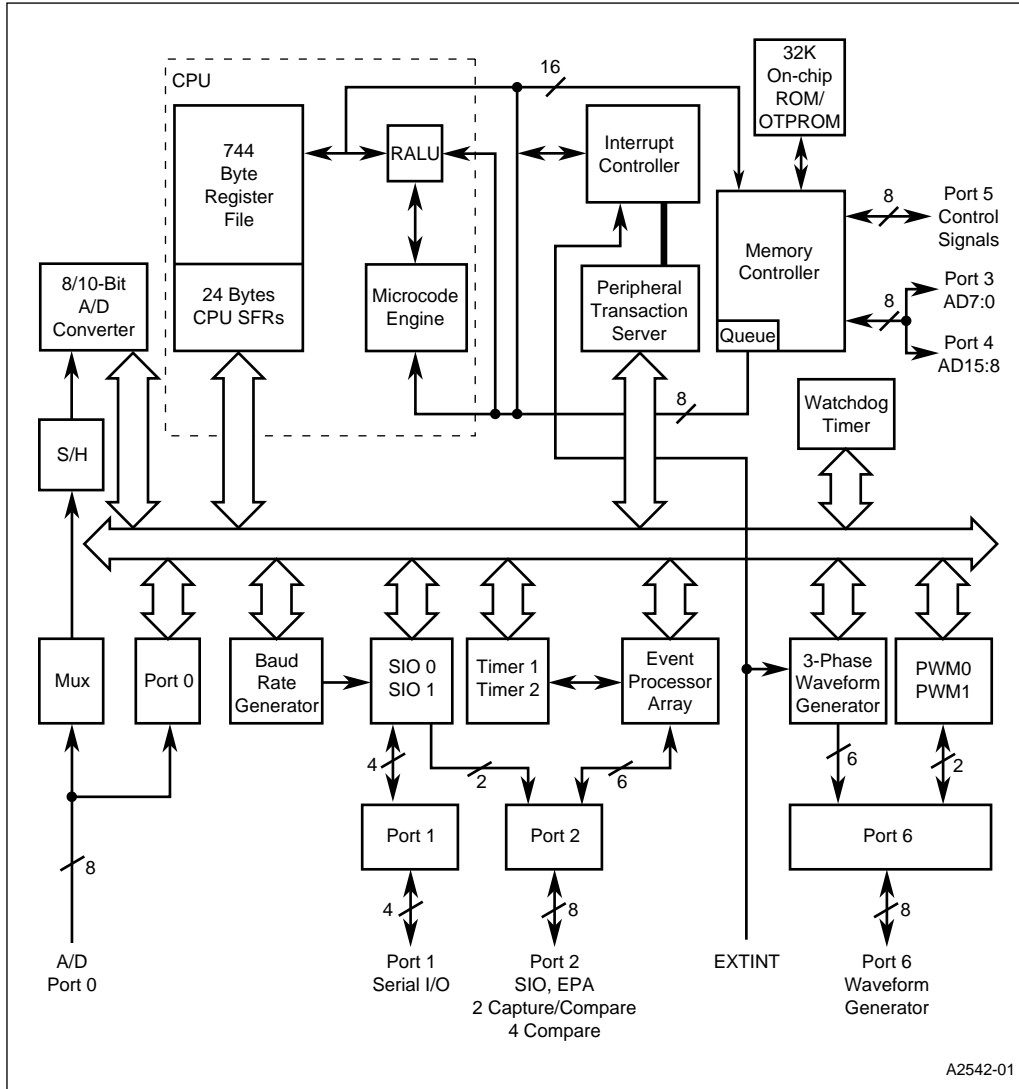 CPU
16
32K
On-chip
ROM/
OTPROM
744
Byte
Register
File
RALU
Interrupt
Controller
8
Port 5
Control
Signals
Memory
Controller
8/10-Bit
A/D
Converter
24 Bytes
CPU SFRs
Microcode
Engine
Peripheral
Transaction
Server
Queue
8
Port 3
AD7:0
Port 4
AD15:8
8
Watchdog
Timer
S/H
Mux
Port 0
Baud
Rate
Generator
SIO 0
SIO 1
Timer 1
Timer 2
Event
Processor
Array
3-Phase
Waveform
Generator
PWM0
PWM1
4
2
6
6
2
Port 1
Port 2
Port 6
8
4
8
8
A/D
Port 0
Port 1
Serial I/O
Port 2
SIO, EPA
2 Capture/Compare
4 Compare
EXTINT
Port 6
Waveform
Generator
A2542-01